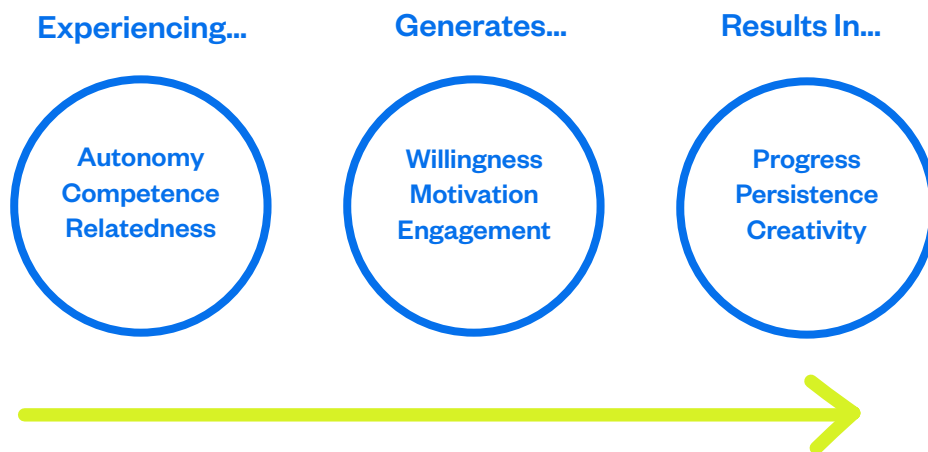 Experiencing...
Autonomy
Competence
Relatedness
Generates...
Willingness
Motivation
Engagement
Results In...
Progress
Persistence
Creativity